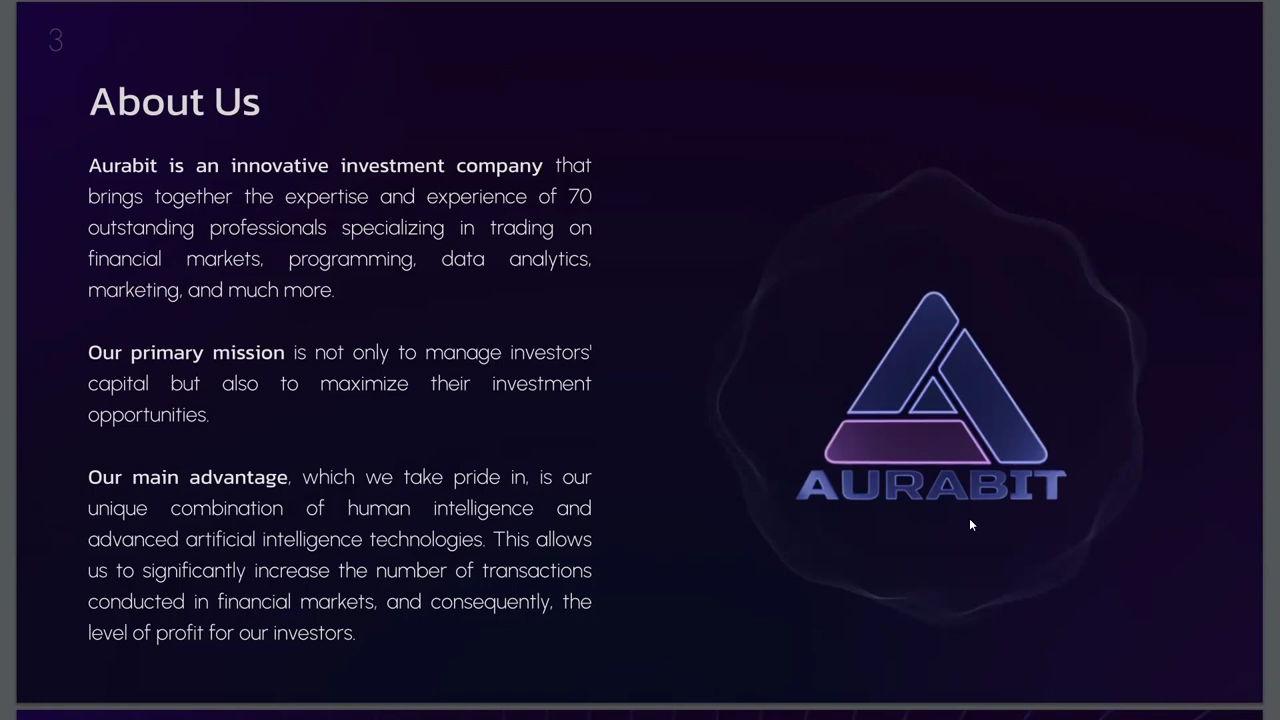 3
About Us
Aurabit is an innovative investment company that
brings together the expertise and experience of 70
outstanding professionals specializing in trading on
financial markets, programming, data analytics,
marketing, and much more.
Our primary mission is not only to manage investors'
capital but also to maximize their investment
opportunities.
Our main advantage, which we take pride in, is our
unique combination of human intelligence and
advanced artificial intelligence technologies. This allows
us to significantly increase the number of transactions
conducted in financial markets, and consequently, the
level of profit for our investors.
AURABIT